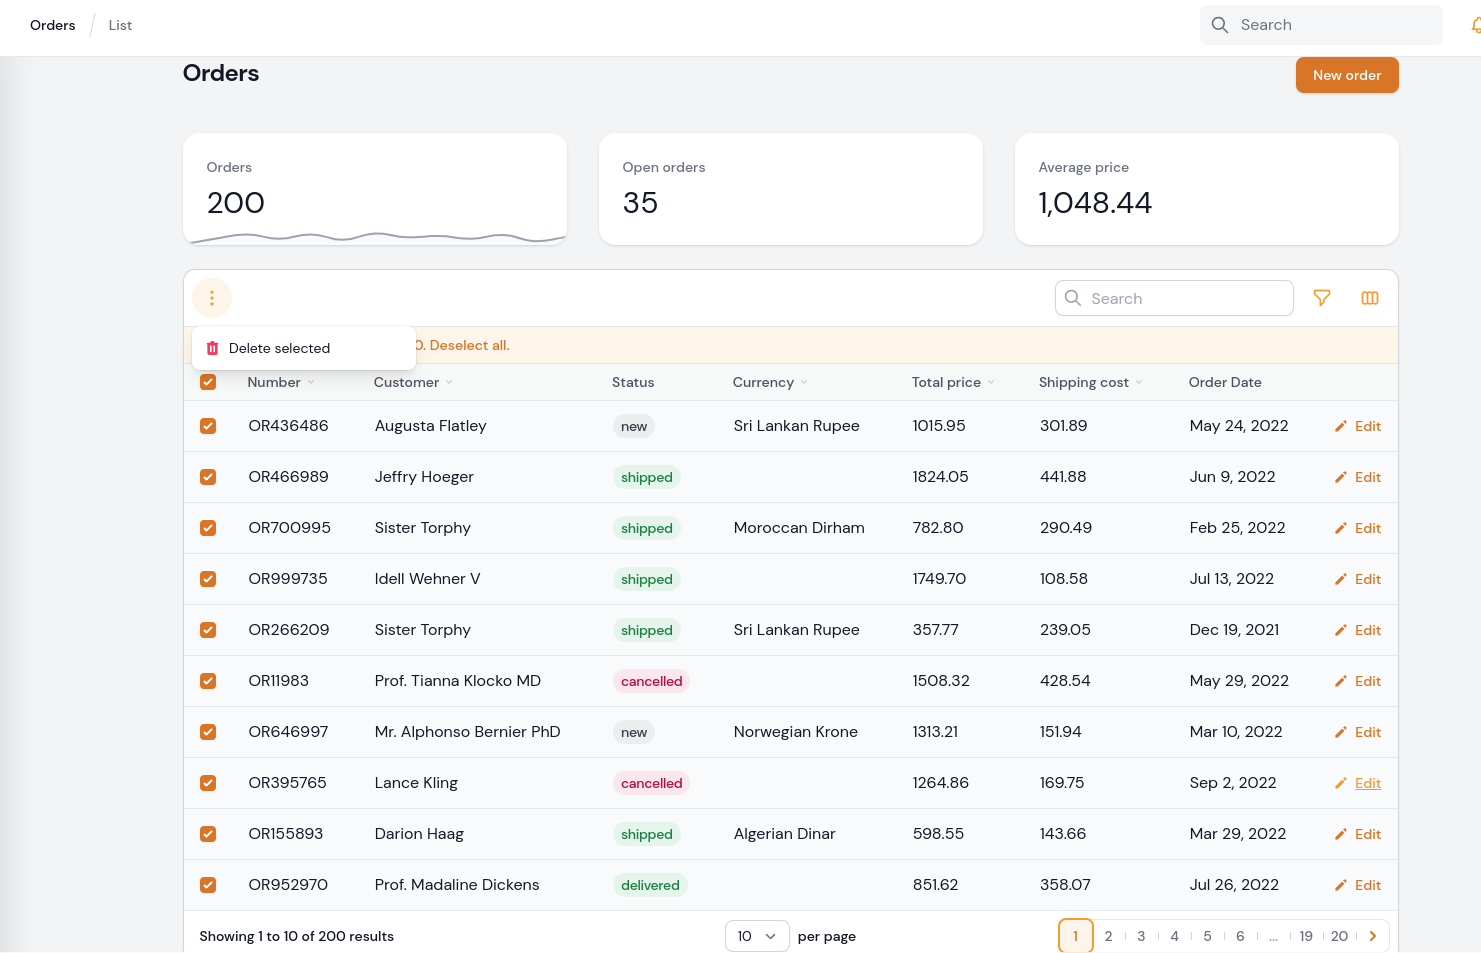 Orders List Search
Orders New order
Orders Open orders Average price
200 35 1,048.44
Search
Delete selected
0. Deselect all.
Number Customer Status Currency Total price Shipping cost Order Date
OR436486 Augusta Flatley new Sri Lankan Rupee 1015.95 301.89 May 24, 2022 Edit
OR466989 Jeffry Hoeger shipped 1824.05 441.88 Jun 9, 2022 Edit
OR700995 Sister Torphy shipped Moroccan Dirham 782.80 290.49 Feb 25, 2022 Edit
OR999735 Idell Wehner V shipped 1749.70 108.58 Jul 13, 2022 Edit
OR266209 Sister Torphy shipped Sri Lankan Rupee 357.77 239.05 Dec 19, 2021 Edit
OR11983 Prof. Tianna Klocko MD cancelled 1508.32 428.54 May 29, 2022 Edit
OR646997 Mr. Alphonso Bernier PhD new Norwegian Krone 1313.21 151.94 Mar 10, 2022 Edit
OR395765 Lance Kling cancelled 1264.86 169.75 Sep 2, 2022 Edit
OR155893 Darion Haag shipped Algerian Dinar 598.55 143.66 Mar 29, 2022 Edit
OR952970 Prof. Madaline Dickens delivered 851.62 358.07 Jul 26, 2022 Edit
Showing 1 to 10 of 200 results 10 per page 1 2 3 4 5 6 ... 19 20